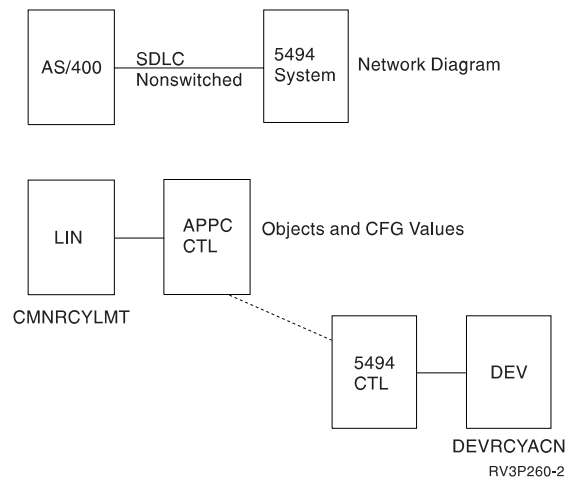 AS/400
SDLC
Nonswitched
5494
System
Network Diagram
LIN
APPC
CTL
Objects and CFG Values
CMNRCYLMT
5494
CTL
DEV
DEVRCYACN
RV3P260-2